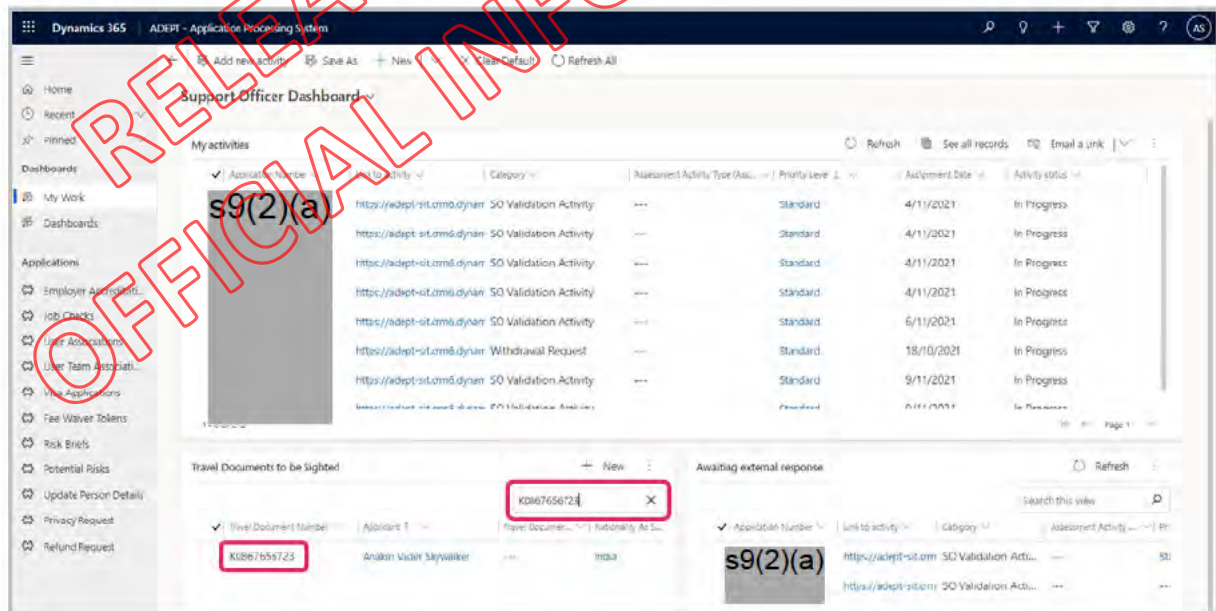 Dynamics 365 ADEPT - Application Processing System AS
Add new activity Save As + New Clear Default Refresh All
Home
Support Officer Dashboard
Recent
Pinned
My activities Refresh See all records Email a Link
Dashboards
Application Number Link to activity Category Assessment Activity Type (Ass... Priority Level Assignment Date Activity status
My Work
s9(2)(a)
https://adept-sit.crm6.dynam SO Validation Activity --- Standard 4/11/2021 In Progress
Dashboards
https://adept-sit.crm6.dynam SO Validation Activity --- Standard 4/11/2021 In Progress
Applications
https://adept-sit.crm6.dynam SO Validation Activity --- Standard 4/11/2021 In Progress
Employer Accreditati...
https://adept-sit.crm6.dynam SO Validation Activity --- Standard 4/11/2021 In Progress
Job Checks
https://adept-sit.crm6.dynam SO Validation Activity --- Standard 6/11/2021 In Progress
User Associations
https://adept-sit.crm6.dynam Withdrawal Request --- Standard 18/10/2021 In Progress
User Team Associati...
https://adept-sit.crm6.dynam SO Validation Activity --- Standard 9/11/2021 In Progress
Visa Applications
Fee Waiver Tokens
Page 1
Risk Briefs
Potential Risks
Travel Documents to be Sighted + New Awaiting external response Refresh
Update Person Details
K0867656723 Search this view
Privacy Request
Travel Document Number Applicant Travel Documen... Nationality As S... Application Number Link to activity Category Assessment Activity ...
Refund Request
K0867656723 Anakin Vader Skywalker --- India s9(2)(a) https://adept-sit.crm SO Validation Acti... ---
https://adept-sit.crm SO Validation Acti... ---
OFFICIAL INFO